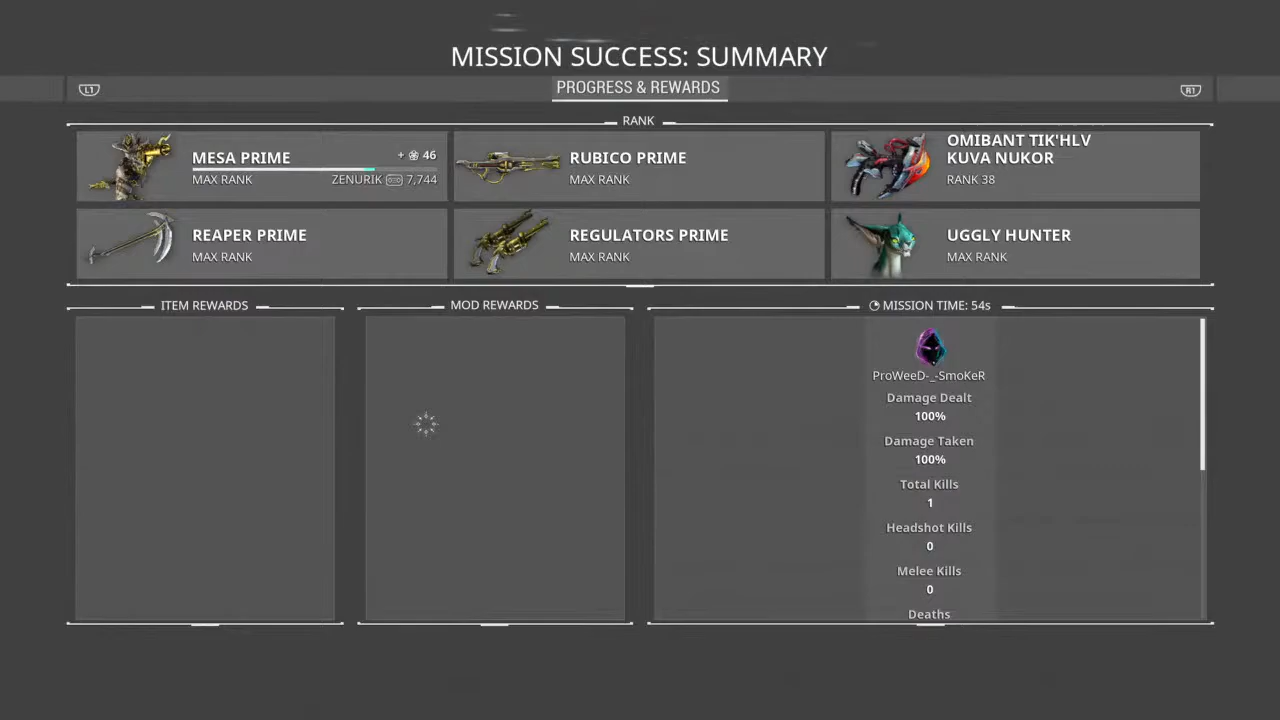 MISSION SUCCESS: SUMMARY
L1
PROGRESS & REWARDS
R1
RANK
MESA PRIME
+ 46
MAX RANK
ZENURIK 7,744
RUBICO PRIME
MAX RANK
OMIBANT TIK'HLV
KUVA NUKOR
RANK 38
REAPER PRIME
MAX RANK
REGULATORS PRIME
MAX RANK
UGGLY HUNTER
MAX RANK
ITEM REWARDS
MOD REWARDS
MISSION TIME: 54s
ProWeeD-_-SmoKeR
Damage Dealt
100%
Damage Taken
100%
Total Kills
1
Headshot Kills
0
Melee Kills
0
Deaths